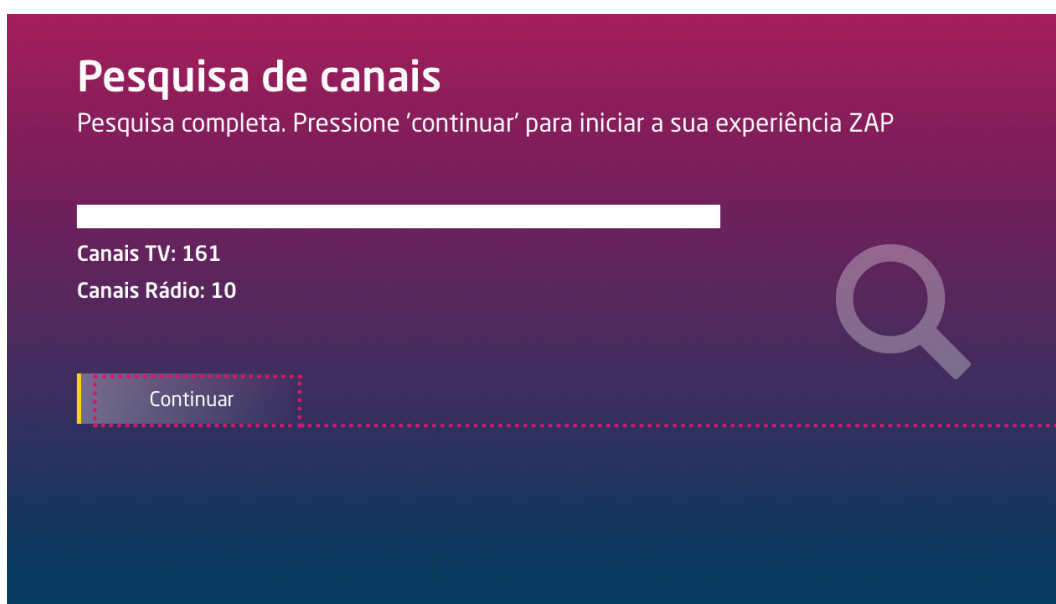 Pesquisa de canais
Pesquisa completa. Pressione 'continuar' para iniciar a sua experiência ZAP
Canais TV: 161
Canais Rádio: 10
Continuar